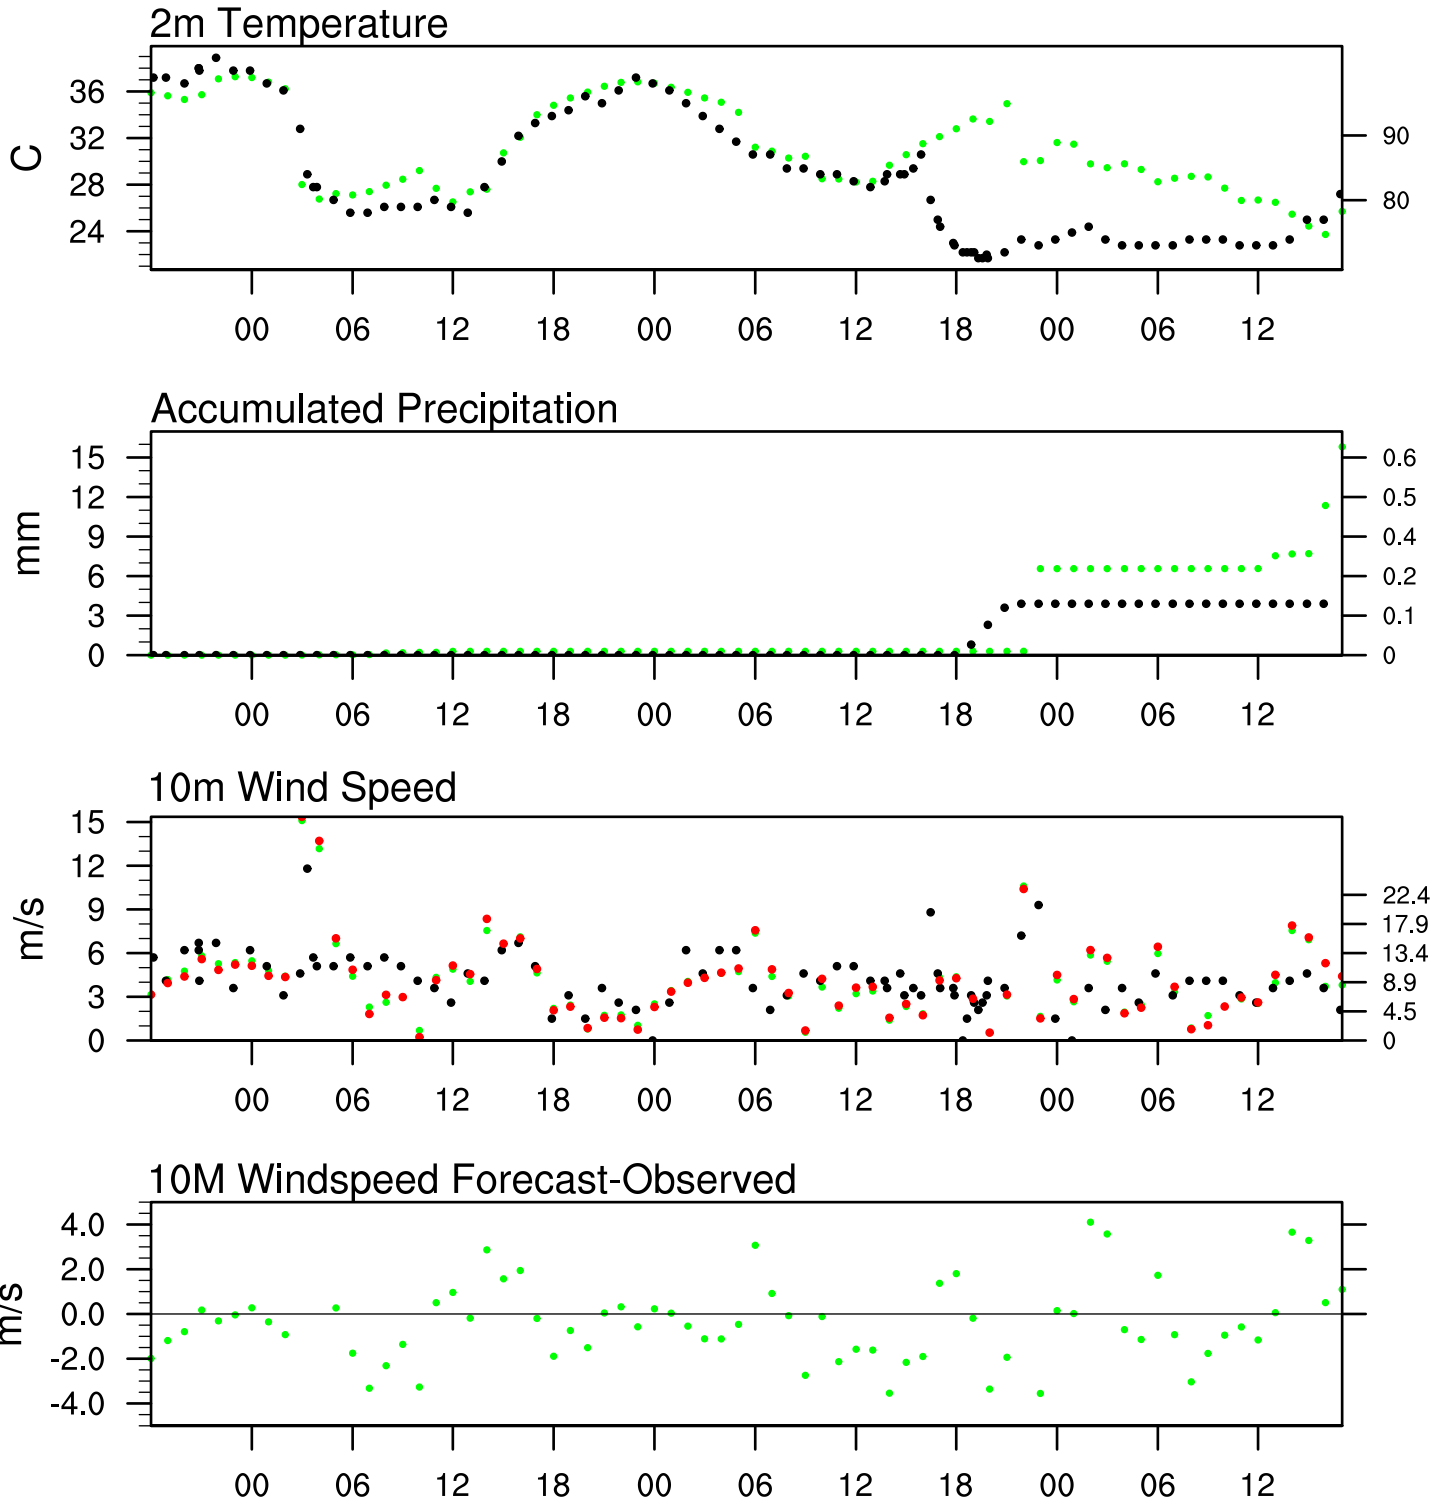 2m Temperature
36
32
28
24
C
90
80
00 06 12 18 00 06 12 18 00 06 12
Accumulated Precipitation
15
12
9
6
3
0
mm
0.6
0.5
0.4
0.2
0.1
0
00 06 12 18 00 06 12 18 00 06 12
10m Wind Speed
15
12
9
6
3
0
m/s
22.4
17.9
13.4
8.9
4.5
0
00 06 12 18 00 06 12 18 00 06 12
10M Windspeed Forecast-Observed
4.0
2.0
0.0
-2.0
-4.0
m/s
00 06 12 18 00 06 12 18 00 06 12